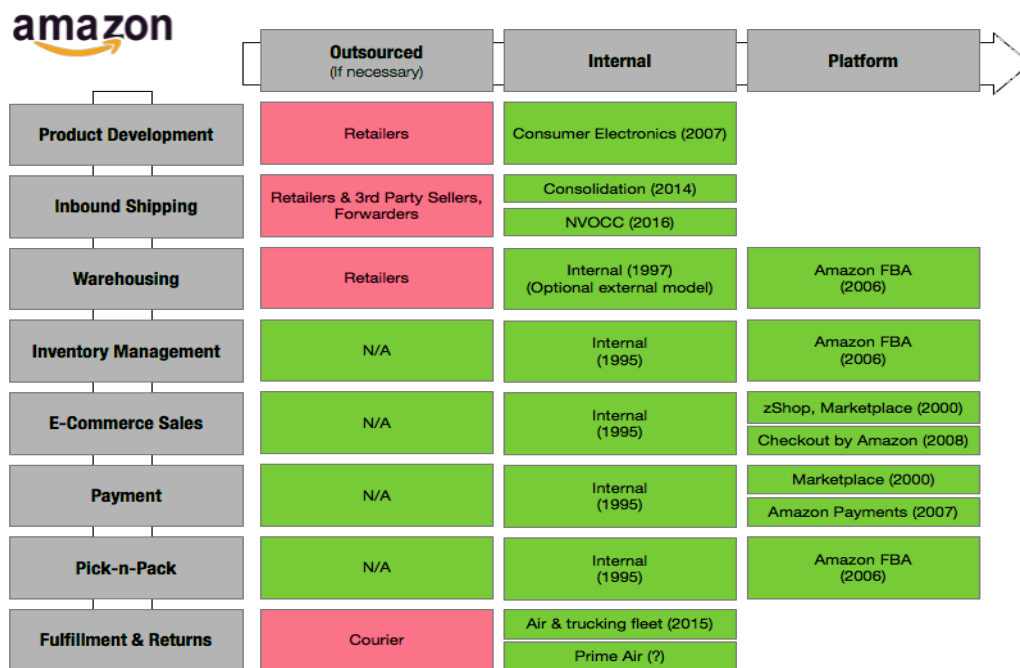 amazon
Outsourced
(If necessary)
Internal
Platform
Product Development
Retailers
Consumer Electronics (2007)
Inbound Shipping
Retailers & 3rd Party Sellers,
Forwarders
Consolidation (2014)
NVOCC (2016)
Warehousing
Retailers
Internal (1997)
(Optional external model)
Amazon FBA
(2006)
Inventory Management
N/A
Internal
(1995)
Amazon FBA
(2006)
E-Commerce Sales
N/A
Internal
(1995)
zShop, Marketplace (2000)
Checkout by Amazon (2008)
Payment
N/A
Internal
(1995)
Marketplace (2000)
Amazon Payments (2007)
Pick-n-Pack
N/A
Internal
(1995)
Amazon FBA
(2006)
Fulfillment & Returns
Courier
Air & trucking fleet (2015)
Prime Air (?)